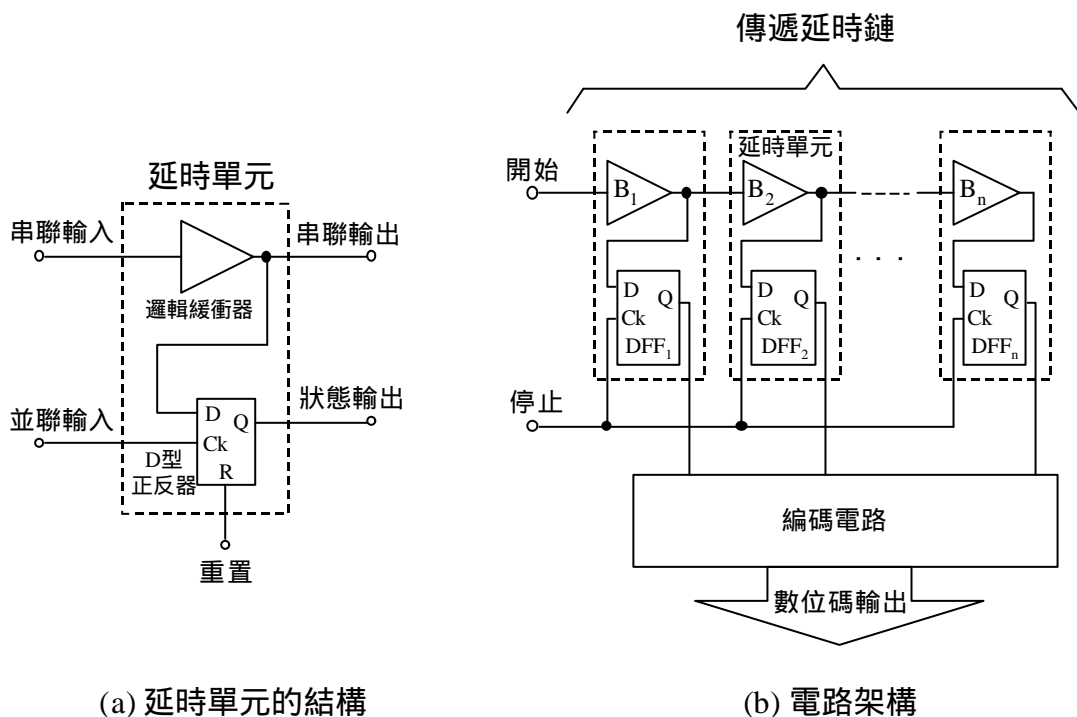 延時單元
串聯輸入
串聯輸出
邏輯緩衝器
並聯輸入
狀態輸出
D
Q
Ck
R
D型
正反器
重置
(a) 延時單元的結構
傳遞延時鏈
延時單元
開始
B1
B2
Bn
. . .
D
Q
Ck
DFF1
D
Q
Ck
DFF2
D
Q
Ck
DFFn
停止
編碼電路
數位碼輸出
(b) 電路架構